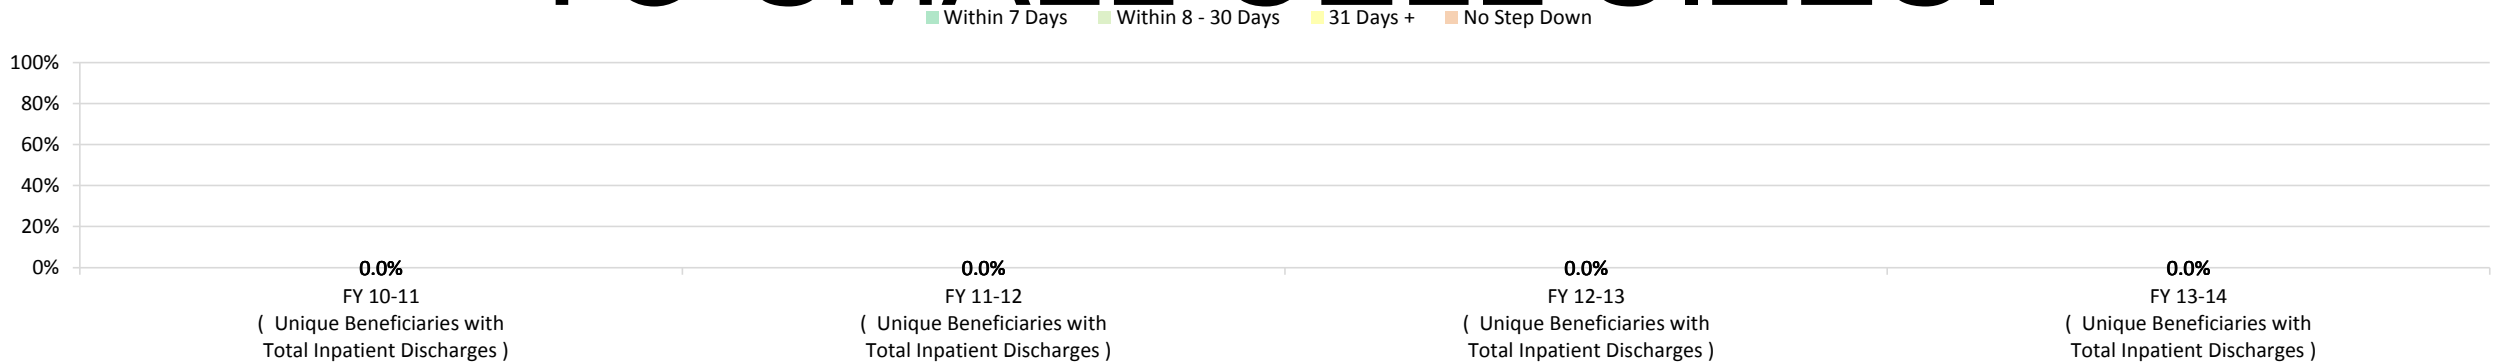 Within 7 Days Within 8 - 30 Days 31 Days + No Step Down
100%
80%
60%
40%
20%
0%
0.0% 0.0% 0.0% 0.0%
FY 10-11 FY 11-12 FY 12-13 FY 13-14
( Unique Beneficiaries with ( Unique Beneficiaries with ( Unique Beneficiaries with ( Unique Beneficiaries with
Total Inpatient Discharges ) Total Inpatient Discharges ) Total Inpatient Discharges ) Total Inpatient Discharges )